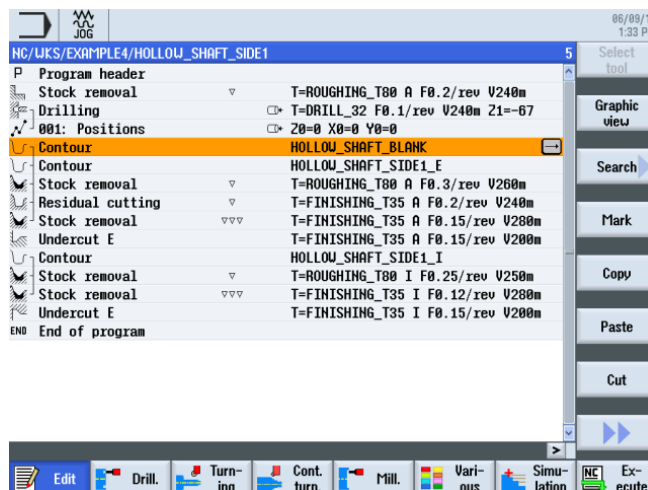 JOG
06/09/1
1:33 P
NC/WKS/EXAMPLE4/HOLLOW_SHAFT_SIDE1 5
Select
tool
P Program header
Stock removal ▽ T=ROUGHING_T80 A F0.2/rev V240m
Drilling T=DRILL_32 F0.1/rev V240m Z1=-67
001: Positions Z0=0 X0=0 Y0=0
Contour HOLLOW_SHAFT_BLANK
Contour HOLLOW_SHAFT_SIDE1_E
Stock removal ▽ T=ROUGHING_T80 A F0.3/rev V260m
Residual cutting ▽ T=FINISHING_T35 A F0.2/rev V240m
Stock removal ▽▽▽ T=FINISHING_T35 A F0.15/rev V280m
Undercut E T=FINISHING_T35 A F0.15/rev V200m
Contour HOLLOW_SHAFT_SIDE1_I
Stock removal ▽ T=ROUGHING_T80 I F0.25/rev V250m
Stock removal ▽▽▽ T=FINISHING_T35 I F0.12/rev V280m
Undercut E T=FINISHING_T35 I F0.15/rev V200m
END End of program
Graphic
view
Search
Mark
Copy
Paste
Cut
Edit
Drill.
Turn-
ing
Cont.
turn.
Mill.
Vari-
ous
Simu-
lation
NC
Ex-
ecute